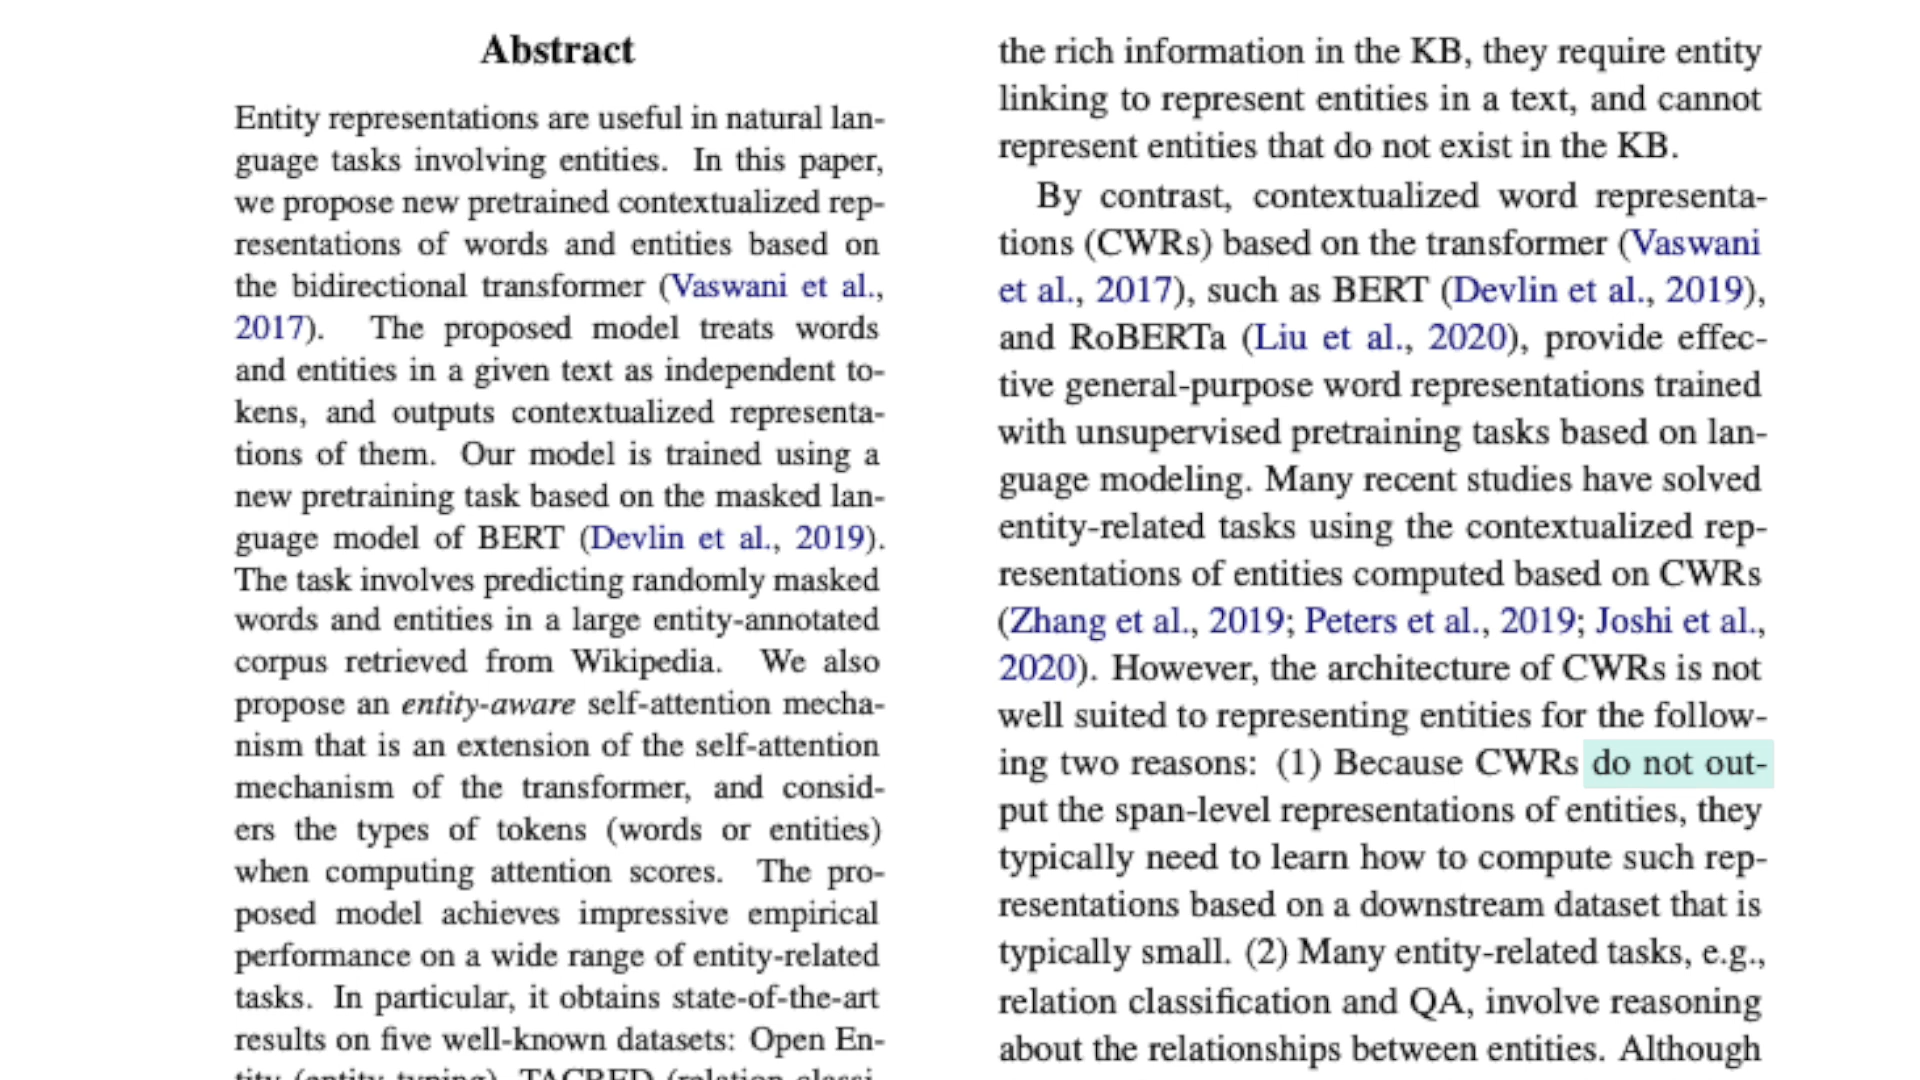 Abstract
Entity representations are useful in natural lan-
guage tasks involving entities. In this paper,
we propose new pretrained contextualized rep-
resentations of words and entities based on
the bidirectional transformer (Vaswani et al.,
2017). The proposed model treats words
and entities in a given text as independent to-
kens, and outputs contextualized representa-
tions of them. Our model is trained using a
new pretraining task based on the masked lan-
guage model of BERT (Devlin et al., 2019).
The task involves predicting randomly masked
words and entities in a large entity-annotated
corpus retrieved from Wikipedia. We also
propose an entity-aware self-attention mecha-
nism that is an extension of the self-attention
mechanism of the transformer, and consid-
ers the types of tokens (words or entities)
when computing attention scores. The pro-
posed model achieves impressive empirical
performance on a wide range of entity-related
tasks. In particular, it obtains state-of-the-art
results on five well-known datasets: Open En-
tity (entity typing), TACRED (relation classi-
the rich information in the KB, they require entity
linking to represent entities in a text, and cannot
represent entities that do not exist in the KB.
By contrast, contextualized word representa-
tions (CWRs) based on the transformer (Vaswani
et al., 2017), such as BERT (Devlin et al., 2019),
and RoBERTa (Liu et al., 2020), provide effec-
tive general-purpose word representations trained
with unsupervised pretraining tasks based on lan-
guage modeling. Many recent studies have solved
entity-related tasks using the contextualized rep-
resentations of entities computed based on CWRs
(Zhang et al., 2019; Peters et al., 2019; Joshi et al.,
2020). However, the architecture of CWRs is not
well suited to representing entities for the follow-
ing two reasons: (1) Because CWRs do not out-
put the span-level representations of entities, they
typically need to learn how to compute such rep-
resentations based on a downstream dataset that is
typically small. (2) Many entity-related tasks, e.g.,
relation classification and QA, involve reasoning
about the relationships between entities. Although